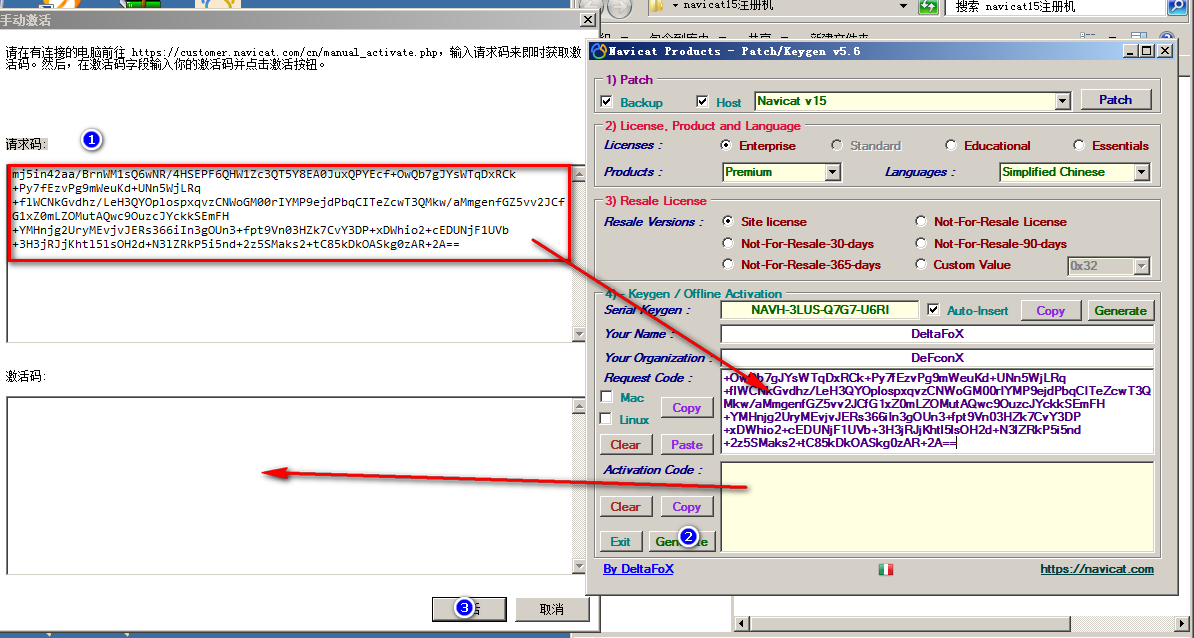 navicat15注册机
搜索 navicat15注册机
手动激活
请在有连接的电脑前往 https://customer.navicat.com/cn/manual_activate.php，输入请求码来即时获取激
活码。然后，在激活码字段输入你的激活码并点击激活按钮。
请求码:
1
mj5in42aa/BrnWM1sQ6wNR/4HSEPF6QHW1Zc3QT5Y8EA0JuxQPYEcf+OwQb7gJYsWTqDxRCk
+Py7fEzvPg9mWeuKd+UNn5WjLRq
+flWCNkGvdhz/LeH3QYOplospxqvzCNWoGM00rIYMP9ejdPbqCITeZcwT3QMkw/aMmgenfGZ5vv2JCf
G1xZ0mLZOMutAQwc9OuzcJYckkSEmFH
+YMHnjg2UryMEvjvJERs366iIn3gOUn3+fpt9Vn03HZk7CvY3DP+xDWhio2+cEDUNjF1UVb
+3H3jRJjKhtl5lsOH2d+N3lZRkP5i5nd+2z5SMaks2+tC85kDkOASkg0zAR+2A==
激活码:
3
取消
Navicat Products - Patch/Keygen v5.6
1) Patch
Backup
Host
Navicat v15
Patch
2) License, Product and Language
Licenses :
Enterprise
Standard
Educational
Essentials
Products :
Premium
Languages :
Simplified Chinese
3) Resale License
Resale Versions :
Site license
Not-For-Resale License
Not-For-Resale-30-days
Not-For-Resale-90-days
Not-For-Resale-365-days
Custom Value
0x32
4) - Keygen / Offline Activation
Serial Keygen :
NAVH-3LUS-Q7G7-U6RI
Auto-Insert
Copy
Generate
Your Name :
DeltaFoX
Your Organization :
DeFconX
Request Code :
+OwQb7gJYsWTqDxRCk+Py7fEzvPg9mWeuKd+UNn5WjLRq
+flWCNkGvdhz/LeH3QYOplospxqvzCNWoGM00rIYMP9ejdPbqCITeZcwT3Q
Mkw/aMmgenfGZ5vv2JCfG1xZ0mLZOMutAQwc9OuzcJYckkSEmFH
+YMHnjg2UryMEvjvJERs366iIn3gOUn3+fpt9Vn03HZk7CvY3DP
+xDWhio2+cEDUNjF1UVb+3H3jRJjKhtl5lsOH2d+N3lZRkP5i5nd
+2z5SMaks2+tC85kDkOASkg0zAR+2A==
Mac
Linux
Copy
Clear
Paste
Activation Code :
Clear
Copy
Exit
2
By DeltaFoX
https://navicat.com